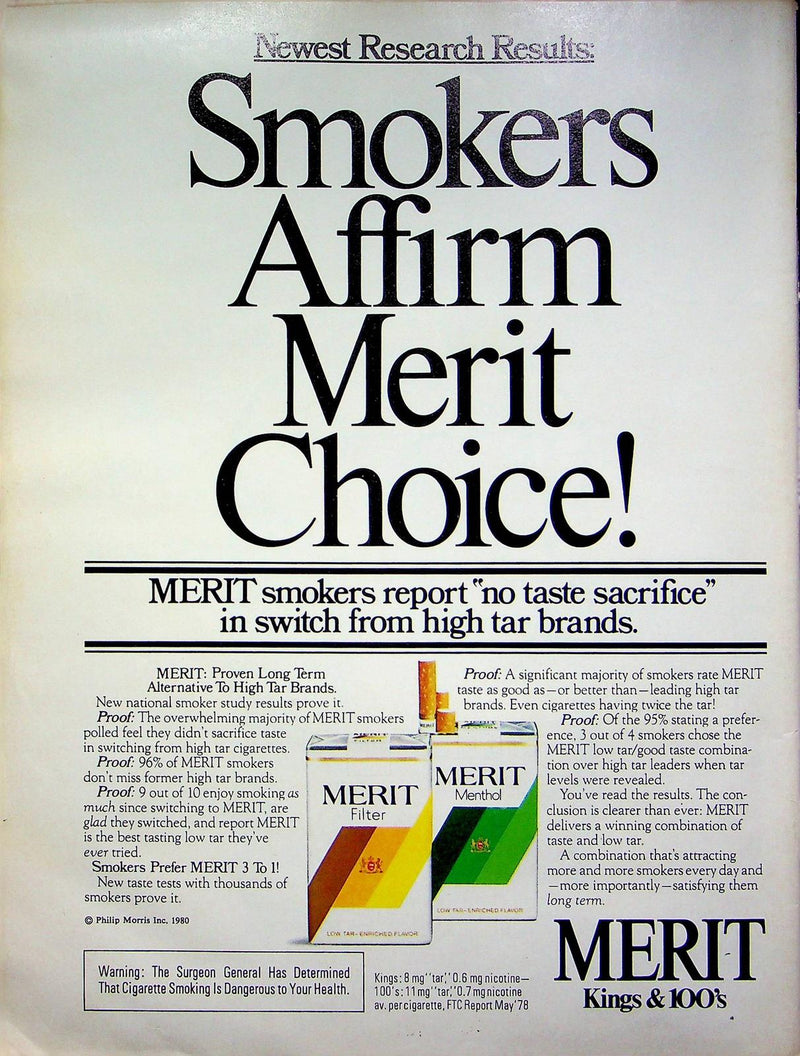 Newest Research Results:
Smokers
Affirm
Merit
Choice!
MERIT smokers report "no taste sacrifice"
in switch from high tar brands.
MERIT: Proven Long Term
Alternative To High Tar Brands.
New national smoker study results prove it.
Proof: The overwhelming majority of MERIT smokers
polled feel they didn't sacrifice taste
in switching from high tar cigarettes.
Proof: 96% of MERIT smokers
don't miss former high tar brands.
Proof: 9 out of 10 enjoy smoking as
much since switching to MERIT, are
glad they switched, and report MERIT
is the best tasting low tar they've
ever tried.
Smokers Prefer MERIT 3 To 1!
New taste tests with thousands of
smokers prove it.
Proof: A significant majority of smokers rate MERIT
taste as good as—or better than—leading high tar
brands. Even cigarettes having twice the tar!
Proof: Of the 95% stating a prefer-
ence, 3 out of 4 smokers chose the
MERIT low tar/good taste combina-
tion over high tar leaders when tar
levels were revealed.
You've read the results. The con-
clusion is clearer than ever: MERIT
delivers a winning combination of
taste and low tar.
A combination that's attracting
more and more smokers every day and
—more importantly—satisfying them
long term.
MERIT
Filter
LOW TAR–ENRICHED FLAVOR
MERIT
Menthol
LOW TAR–ENRICHED FLAVOR
© Philip Morris Inc. 1980
Warning: The Surgeon General Has Determined
That Cigarette Smoking Is Dangerous to Your Health.
Kings: 8 mg "tar," 0.6 mg nicotine—
100's: 11 mg "tar," 0.7 mg nicotine
av. per cigarette, FTC Report May '78
MERIT
Kings & 100's